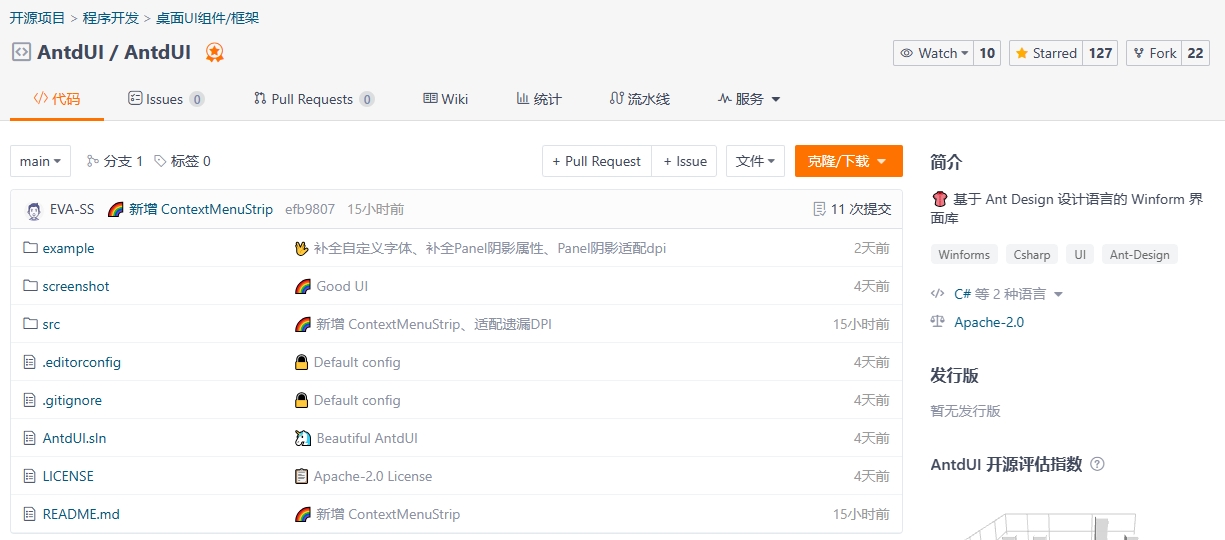 开源项目 > 程序开发 > 桌面UI组件/框架
AntdUI / AntdUI
Watch 10 Starred 127 Fork 22
代码 Issues 0 Pull Requests 0 Wiki 统计 流水线 服务
main 分支 1 标签 0 + Pull Request + Issue 文件 克隆/下载
EVA-SS 新增 ContextMenuStrip efb9807 15小时前 11 次提交
example 补全自定义字体、补全Panel阴影属性、Panel阴影适配dpi 2天前
screenshot Good UI 4天前
src 新增 ContextMenuStrip、适配遗漏DPI 15小时前
.editorconfig Default config 4天前
.gitignore Default config 4天前
AntdUI.sln Beautiful AntdUI 4天前
LICENSE Apache-2.0 License 4天前
README.md 新增 ContextMenuStrip 15小时前
简介
基于 Ant Design 设计语言的 Winform 界
面库
Winforms Csharp UI Ant-Design
C# 等 2 种语言
Apache-2.0
发行版
暂无发行版
AntdUI 开源评估指数 ?